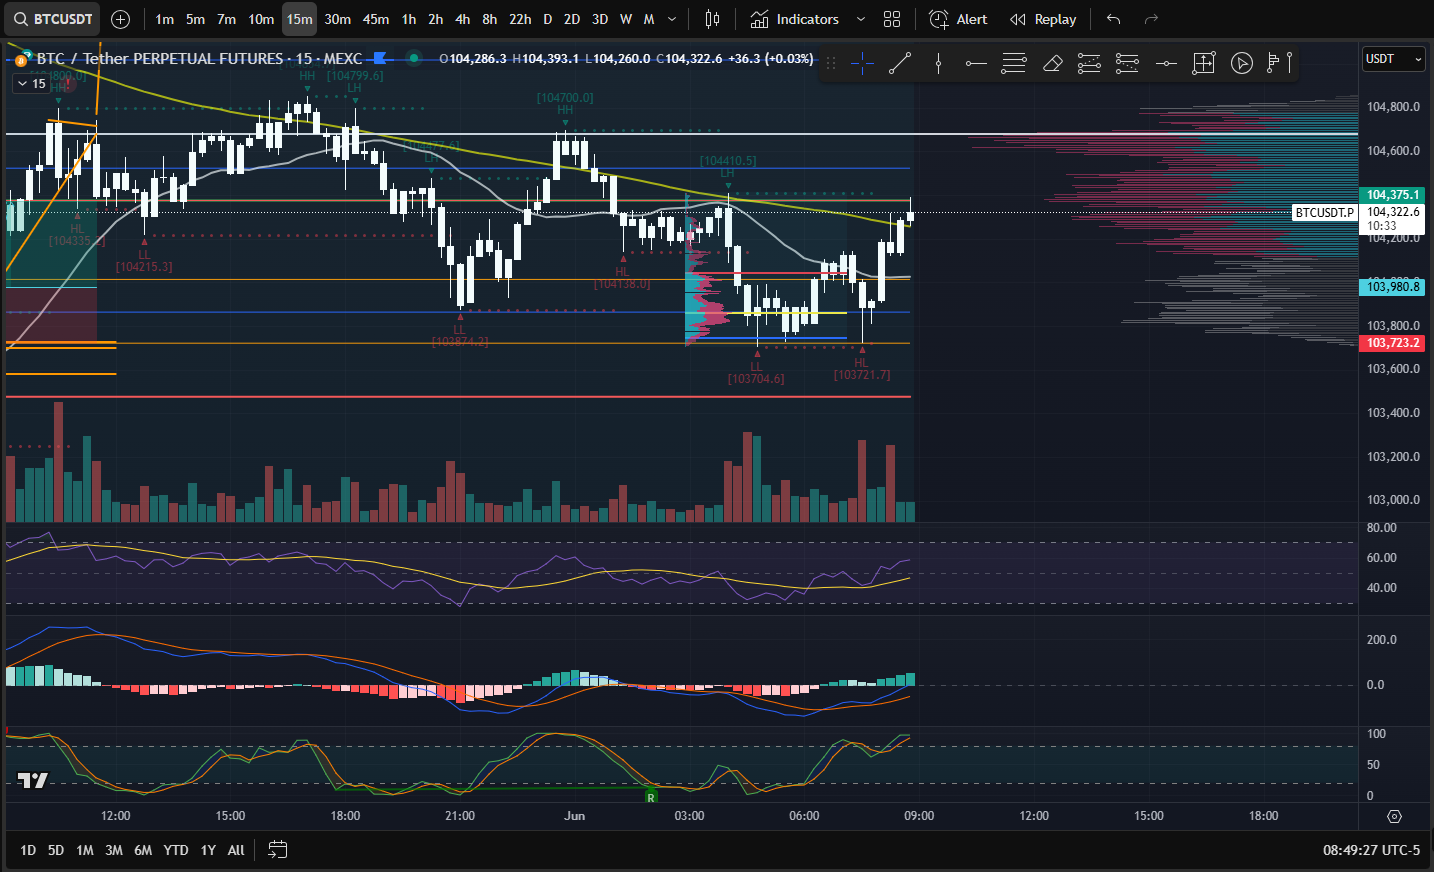 BTCUSDT 1m 5m 7m 10m 15m 30m 45m 1h 2h 4h 8h 22h D 2D 3D W M Indicators Alert Replay
BTC / Tether PERPETUAL FUTURES · 15 · MEXC O104,286.3 H104,393.1 L104,260.0 C104,322.6 +36.3 (+0.03%)
USDT
15
HH
HH
[104799.6]
LH
[104700.0]
HH
LH
[104410.5]
LH
HL
[104335.2]
LL
[104215.3]
LL
[103874.2]
HL
[104138.0]
LL
[103704.6]
HL
[103721.7]
104,800.0
104,600.0
104,375.1
BTCUSDT.P 104,322.6
10:33
104,200.0
103,980.8
103,800.0
103,723.2
103,600.0
103,400.0
103,200.0
103,000.0
80.00
60.00
40.00
200.0
0.0
100
50
0
R
12:00 15:00 18:00 21:00 Jun 03:00 06:00 09:00 12:00 15:00 18:00
1D 5D 1M 3M 6M YTD 1Y All
08:49:27 UTC-5